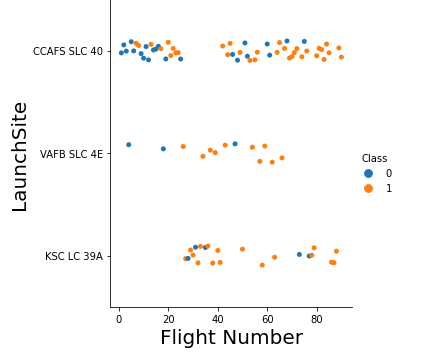 CCAFS SLC 40
VAFB SLC 4E
KSC LC 39A
LaunchSite
0 20 40 60 80
Flight Number
Class
0
1